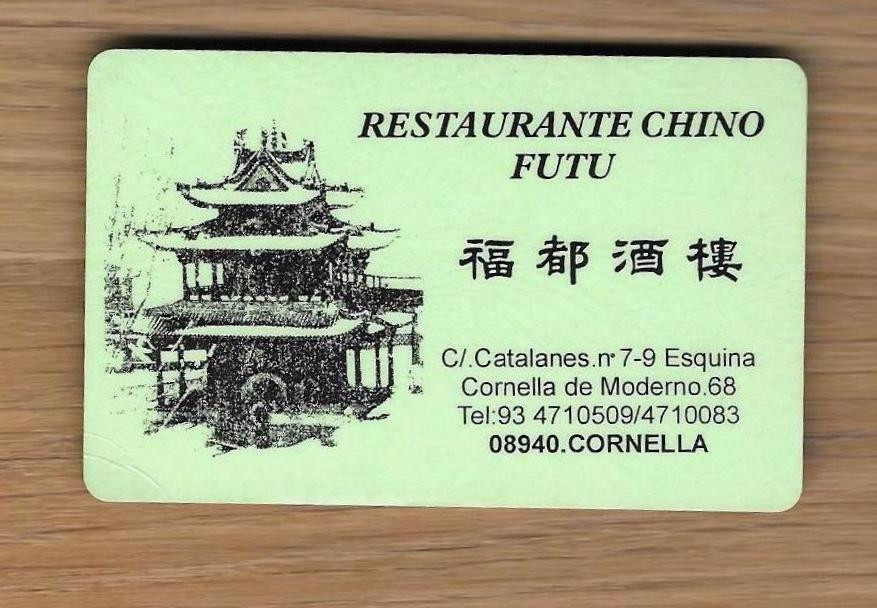 RESTAURANTE CHINO
FUTU
福都酒樓
C/.Catalanes.nº 7-9 Esquina
Cornella de Moderno.68
Tel:93 4710509/4710083
08940.CORNELLA